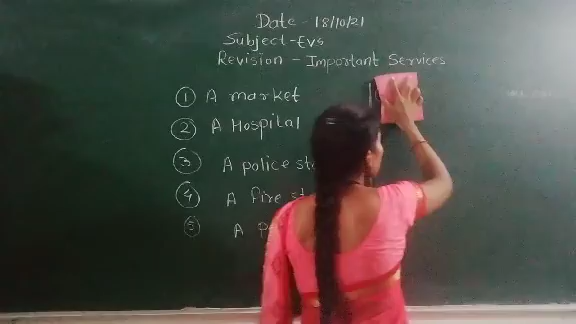 Date - 18/10/21
Subject - EVS
Revision - Important Services
① A market
② A Hospital =
③ A police st
④ A fire st
⑤ A P